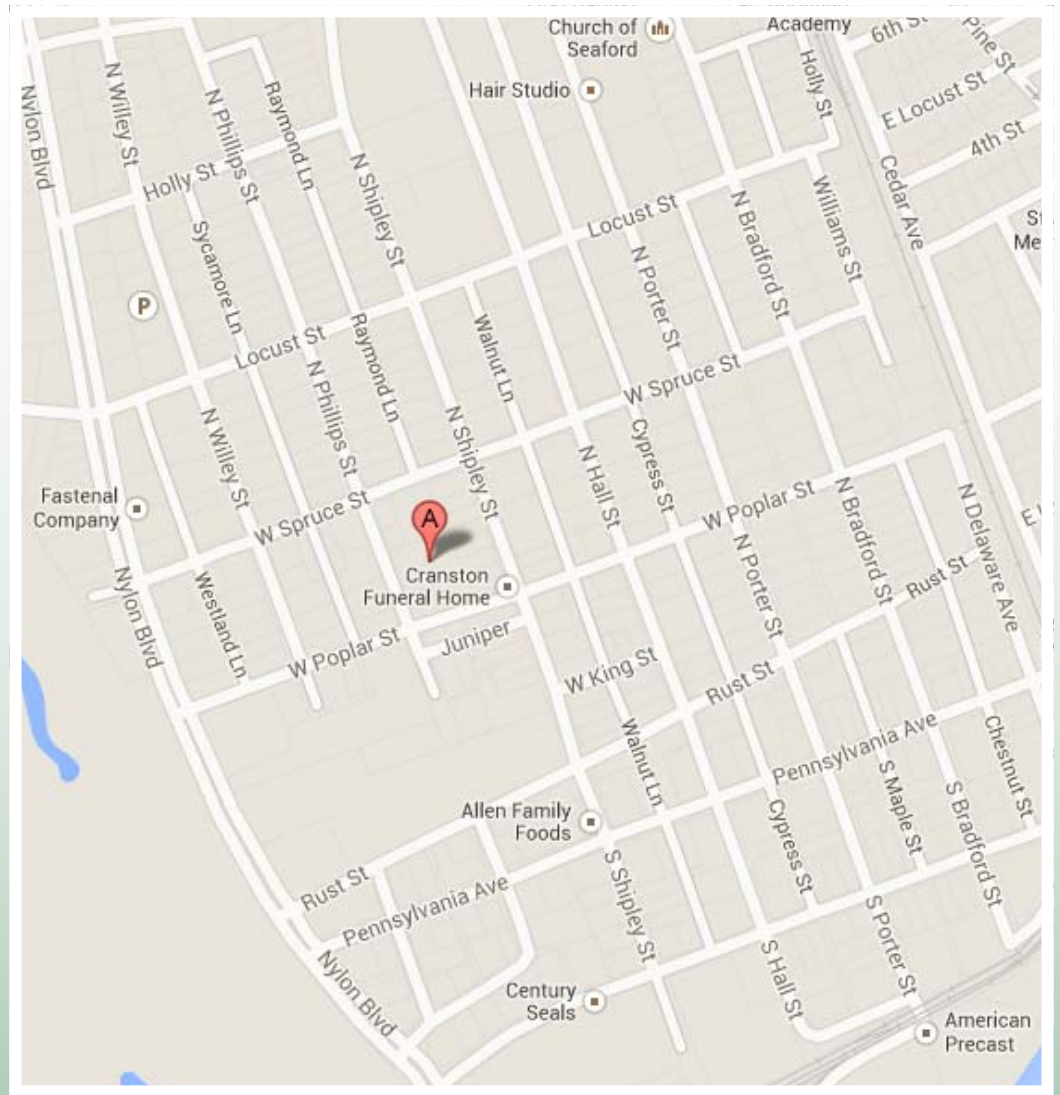 Church of
Seaford
Academy
6th St
Pine St
Hair Studio
Holly St
E Locust St
4th St
Nylon Blvd
N Willey St
N Phillips St
Raymond Ln
N Shipley St
Holly St
Cedar Ave
Williams St
N Bradford St
Locust St
Sycamore Ln
N Porter St
P
Locust St
Raymond Ln
Walnut Ln
N Phillips St
W Spruce St
N Willey St
N Shipley St
Cypress St
N Hall St
Fastenal
Company
W Spruce St
A
W Poplar St
N Bradford St
N Delaware Ave
N Porter St
Cranston
Funeral Home
Rust St
Nylon Blvd
Westland Ln
W Poplar St
Juniper
W King St
Rust St
Walnut Ln
Pennsylvania Ave
Chestnut St
S Maple St
S Bradford St
Allen Family
Foods
Cypress St
Rust St
Pennsylvania Ave
S Shipley St
S Porter St
S Hall St
Nylon Blvd
Century
Seals
American
Precast